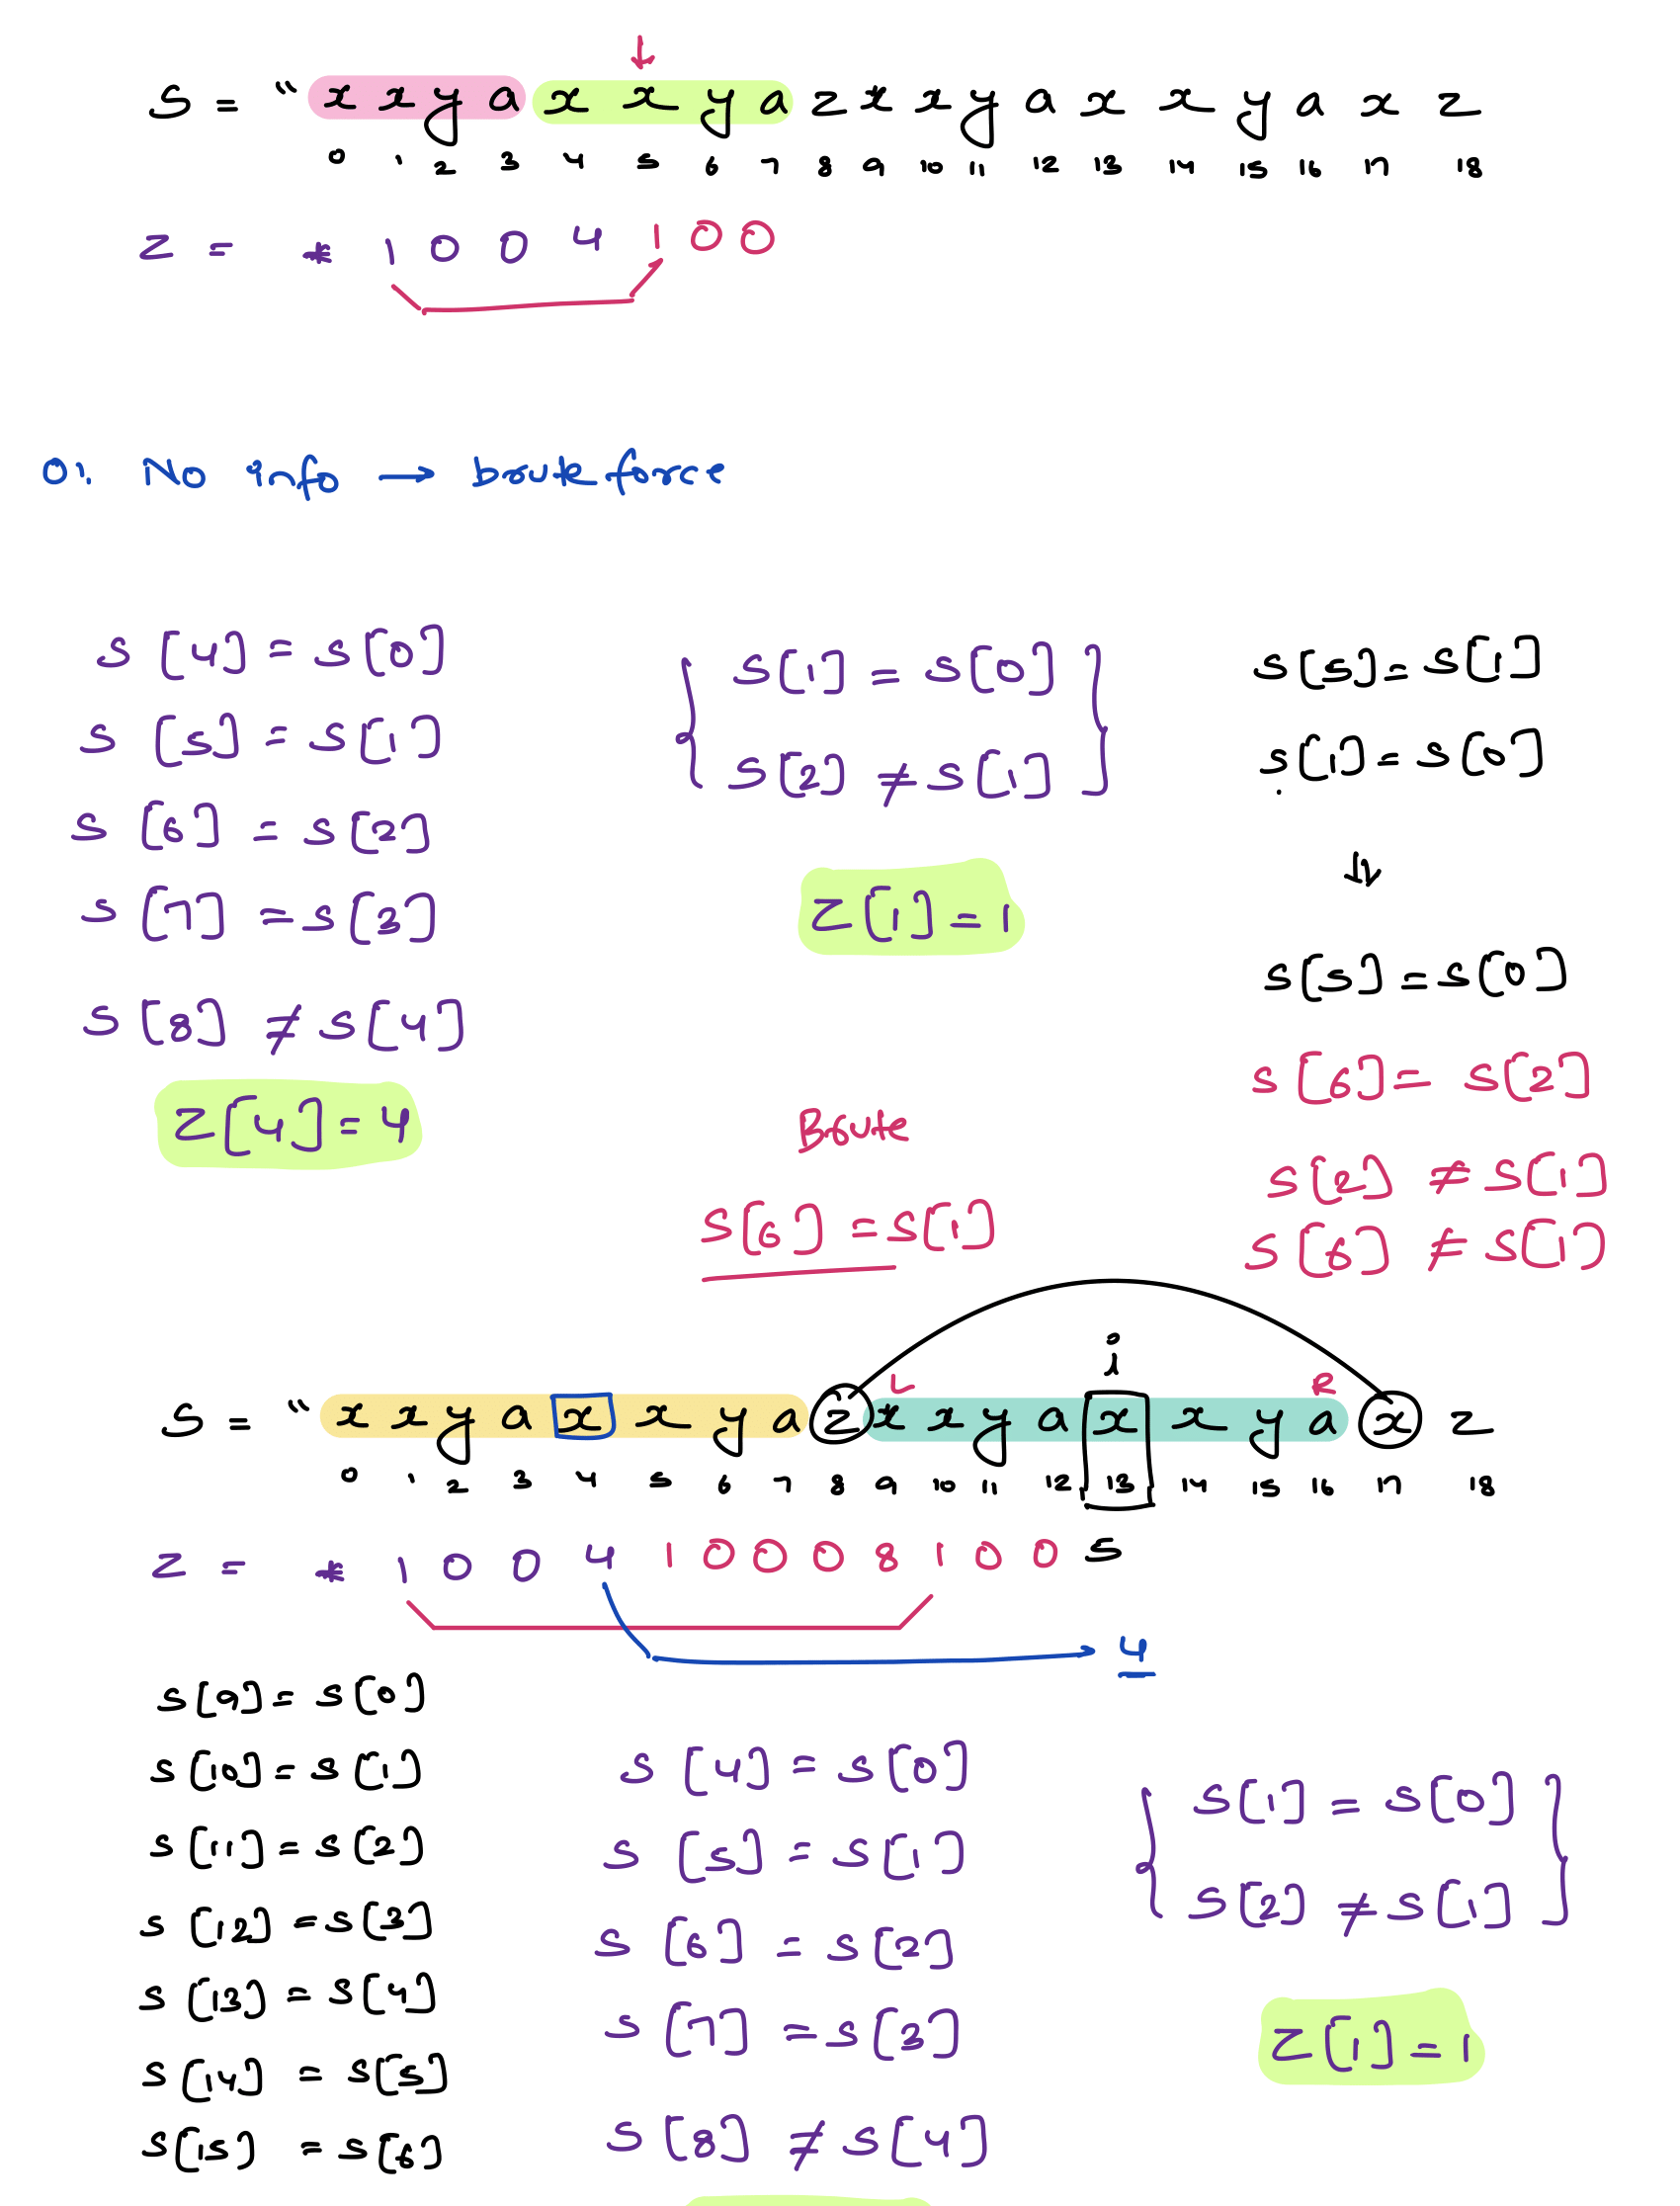 S = " x x y a x x y a z x x y a x x y a x z
0 1 2 3 4 5 6 7 8 9 10 11 12 13 14 15 16 17 18
Z = * 1 0 0 4 1 0 0
01. No info → brute force
S [4] = S[0]
S [5] = S[1]
S [6] = S[2]
S [7] = S[3]
S [8] ≠ S[4]
Z[4] = 4
{ S[1] = S[0] }
S[2] ≠ S[1]
Z[1] = 1
Brute
S[6] = S[1]
S[5] = S[1]
S[1] = S[0]
⇓
S[5] = S[0]
S[6] = S[2]
S[2] ≠ S[1]
S[6] ≠ S[1]
i
L R
S = " x x y a x x y a z x x y a x x y a x z
0 1 2 3 4 5 6 7 8 9 10 11 12 13 14 15 16 17 18
Z = * 1 0 0 4 1 0 0 0 8 1 0 0 5
4
S[9] = S[0]
S[10] = S[1]
S[11] = S[2]
S[12] = S[3]
S[13] = S[4]
S[14] = S[5]
S[15] = S[6]
S [4] = S[0]
S [5] = S[1]
S [6] = S[2]
S [7] = S[3]
S [8] ≠ S[4]
{ S[1] = S[0] }
S[2] ≠ S[1]
Z[1] = 1